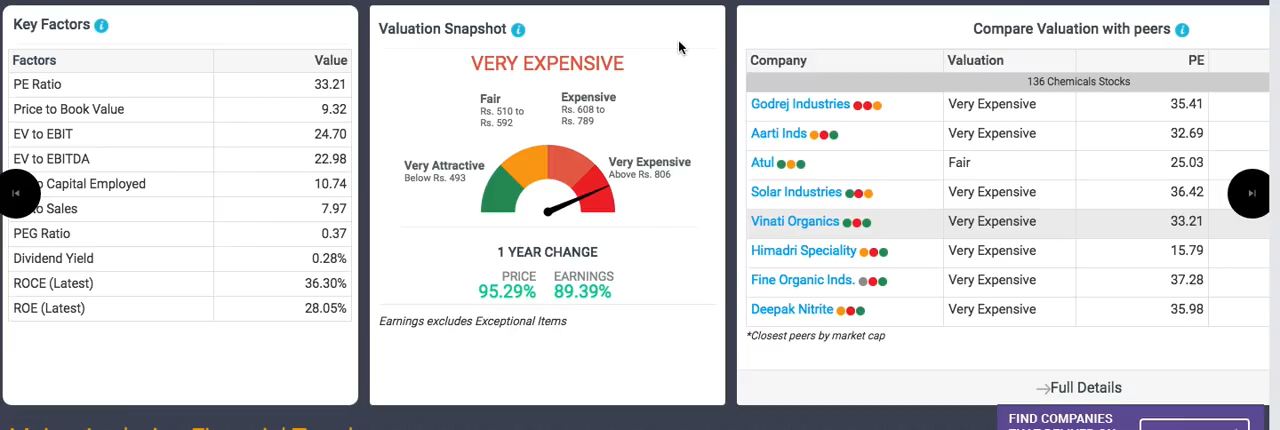 Key Factors
Factors Value
PE Ratio 33.21
Price to Book Value 9.32
EV to EBIT 24.70
EV to EBITDA 22.98
to Capital Employed 10.74
to Sales 7.97
PEG Ratio 0.37
Dividend Yield 0.28%
ROCE (Latest) 36.30%
ROE (Latest) 28.05%
Valuation Snapshot
VERY EXPENSIVE
Fair
Rs. 510 to
Rs. 592
Expensive
Rs. 608 to
Rs. 789
Very Attractive
Below Rs. 493
Very Expensive
Above Rs. 806
1 YEAR CHANGE
PRICE EARNINGS
95.29% 89.39%
Earnings excludes Exceptional Items
Compare Valuation with peers
Company Valuation PE
136 Chemicals Stocks
Godrej Industries Very Expensive 35.41
Aarti Inds Very Expensive 32.69
Atul Fair 25.03
Solar Industries Very Expensive 36.42
Vinati Organics Very Expensive 33.21
Himadri Speciality Very Expensive 15.79
Fine Organic Inds. Very Expensive 37.28
Deepak Nitrite Very Expensive 35.98
*Closest peers by market cap
Full Details
FIND COMPANIES